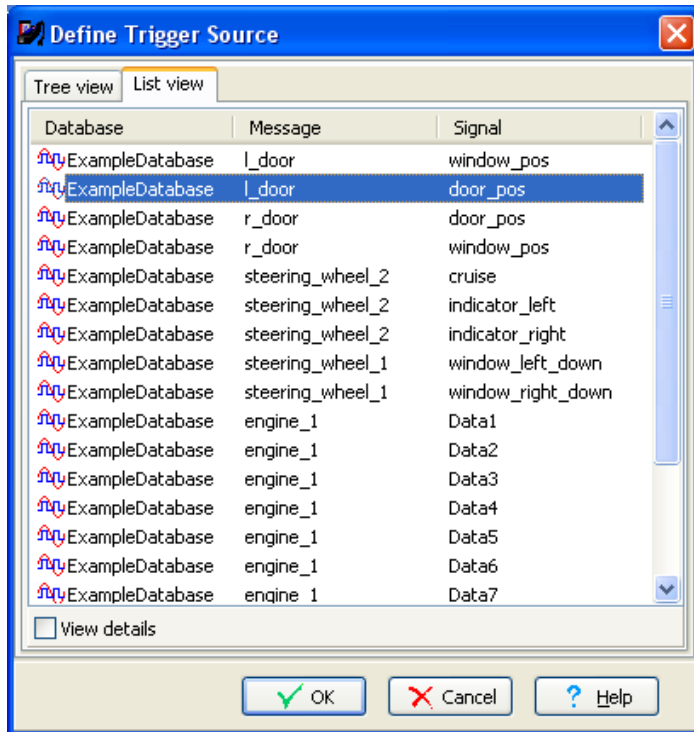 Define Trigger Source
Tree view List view
Database Message Signal
ExampleDatabase l_door window_pos
ExampleDatabase l_door door_pos
ExampleDatabase r_door door_pos
ExampleDatabase r_door window_pos
ExampleDatabase steering_wheel_2 cruise
ExampleDatabase steering_wheel_2 indicator_left
ExampleDatabase steering_wheel_2 indicator_right
ExampleDatabase steering_wheel_1 window_left_down
ExampleDatabase steering_wheel_1 window_right_down
ExampleDatabase engine_1 Data1
ExampleDatabase engine_1 Data2
ExampleDatabase engine_1 Data3
ExampleDatabase engine_1 Data4
ExampleDatabase engine_1 Data5
ExampleDatabase engine_1 Data6
ExampleDatabase engine_1 Data7
View details
OK Cancel Help